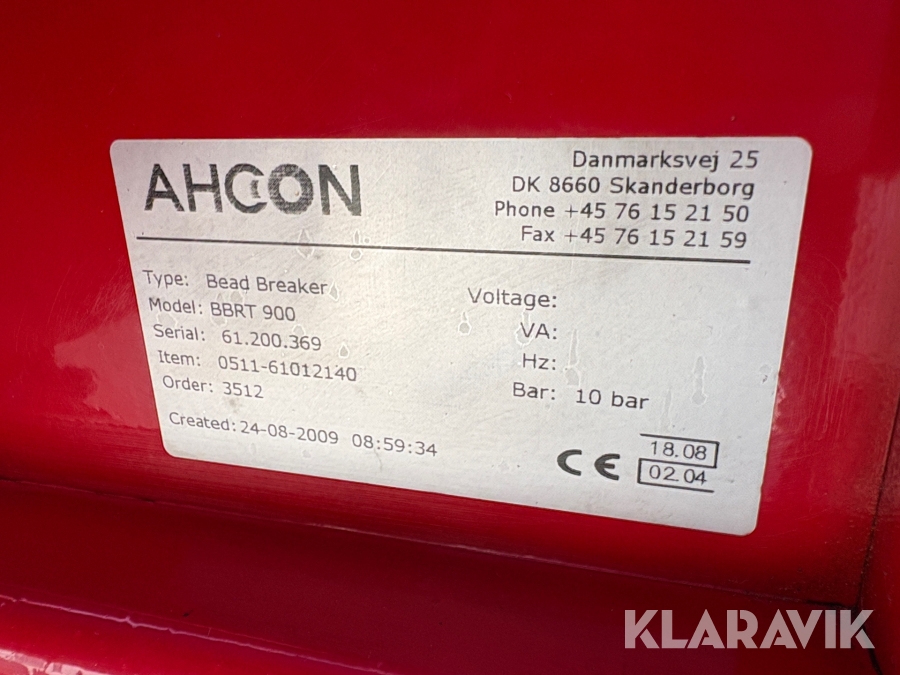 AHCON
Danmarksvej 25
DK 8660 Skanderborg
Phone +45 76 15 21 50
Fax +45 76 15 21 59
Type: Bead Breaker
Model: BBRT 900
Serial: 61.200.369
Item: 0511-61012140
Order: 3512
Created: 24-08-2009 08:59:34
Voltage:
VA:
Hz:
Bar: 10 bar
CE
18.08
02.04
KLARAVIK